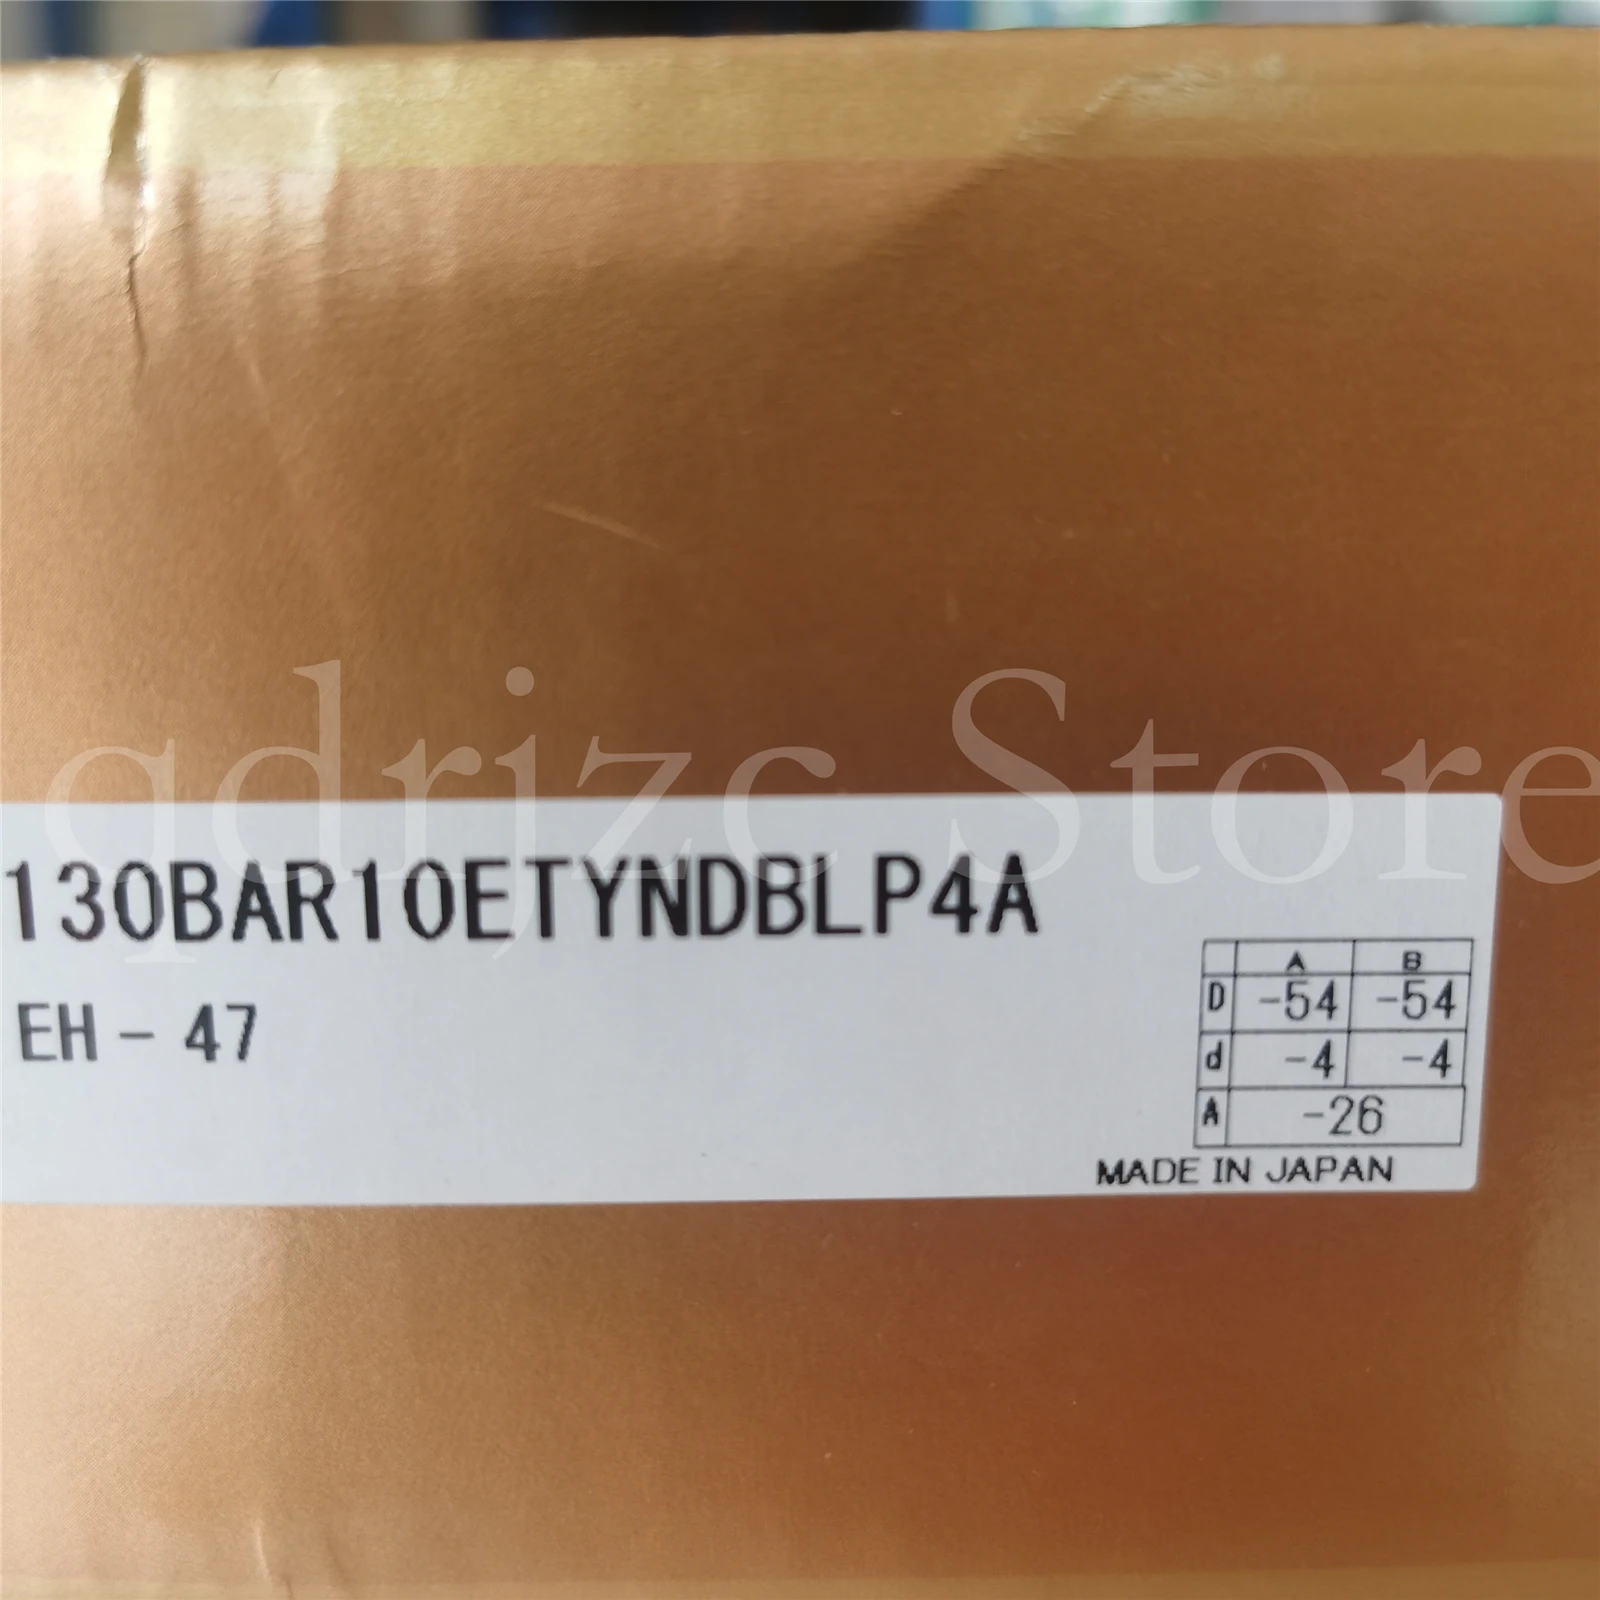 qdrjzc Store
130BAR10ETYNDBLP4A
EH - 47
A B
D -54 -54
d -4 -4
A -26
MADE IN JAPAN